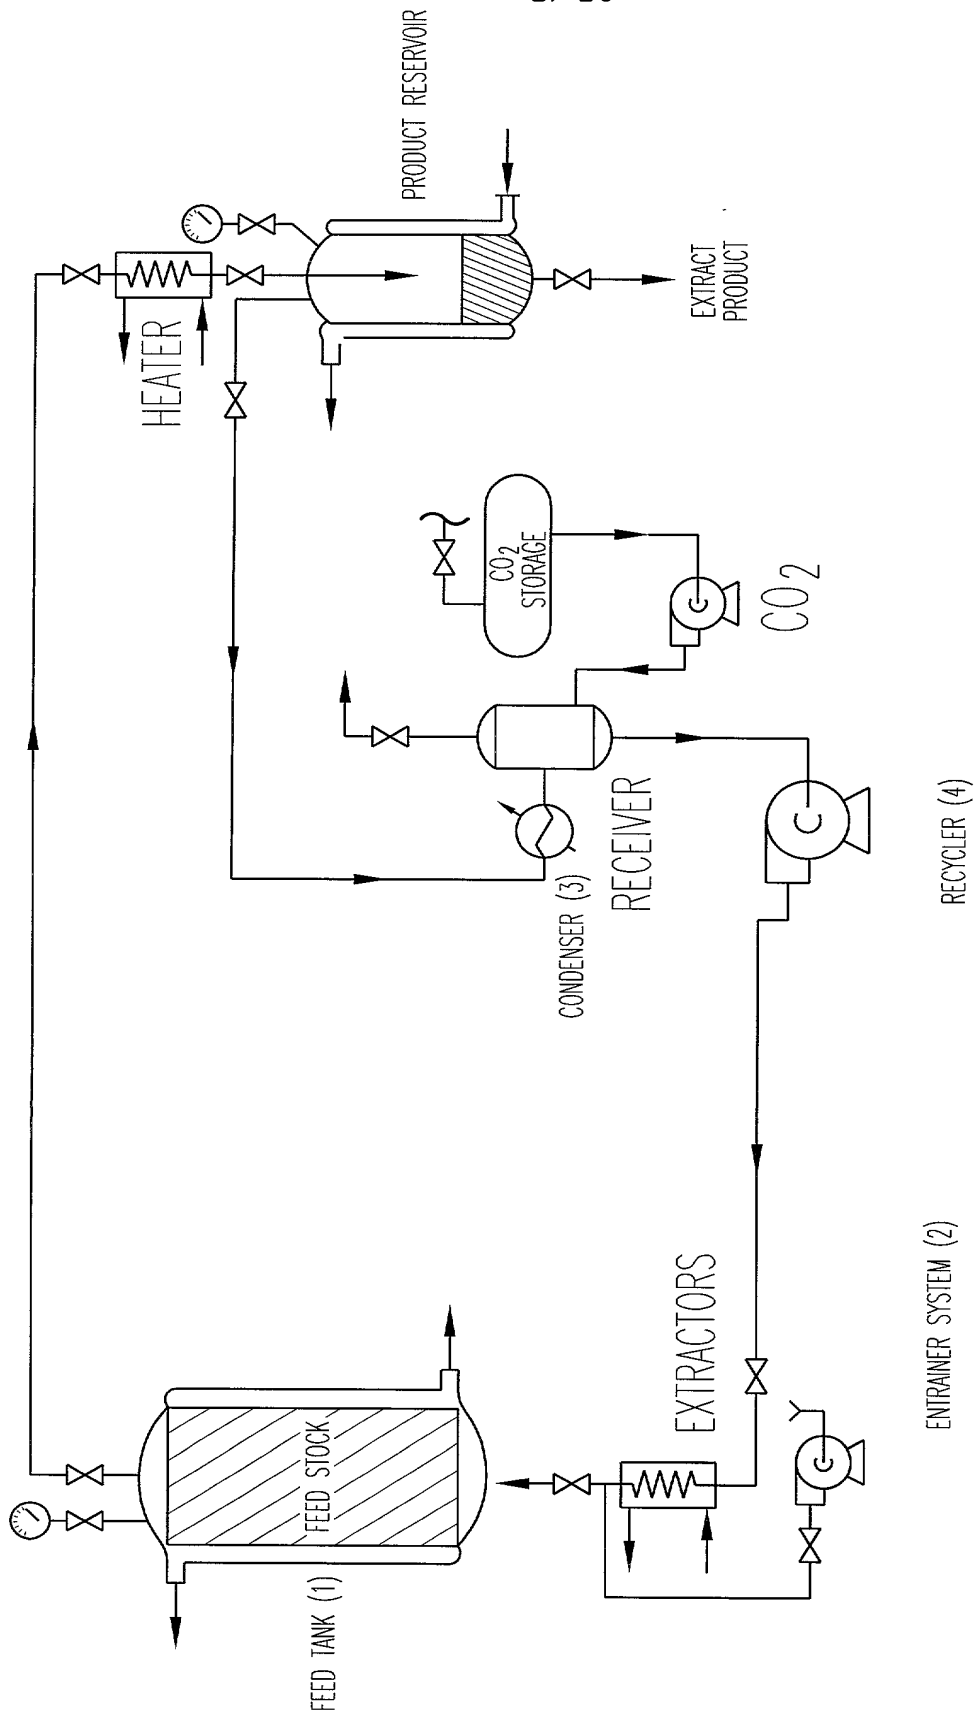 PRODUCT RESERVOIR
HEATER
EXTRACT
PRODUCT
CO2
STORAGE
CO2
RECEIVER
CONDENSER (3)
RECYCLER (4)
EXTRACTORS
FEED STOCK
FEED TANK (1)
ENTRAINER SYSTEM (2)
C
C
C